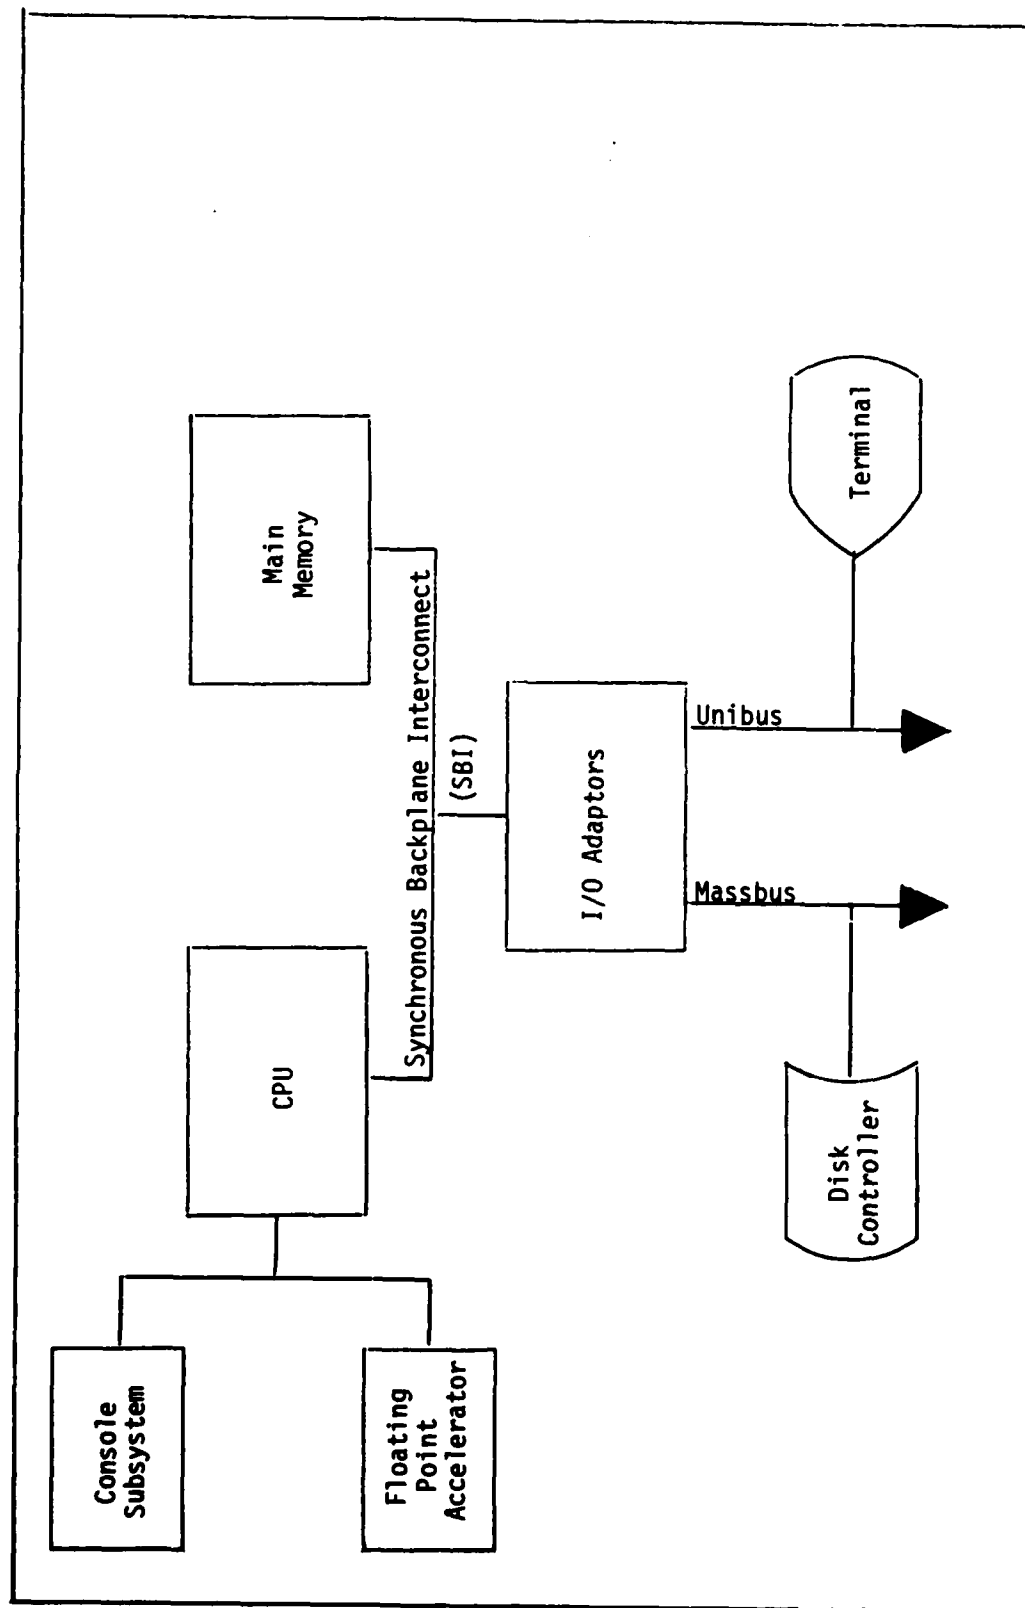 Console
Subsystem
Floating
Point
Accelerator
CPU
Main
Memory
Synchronous Backplane Interconnect
(SBI)
I/O Adaptors
Massbus
Unibus
Disk
Controller
Terminal